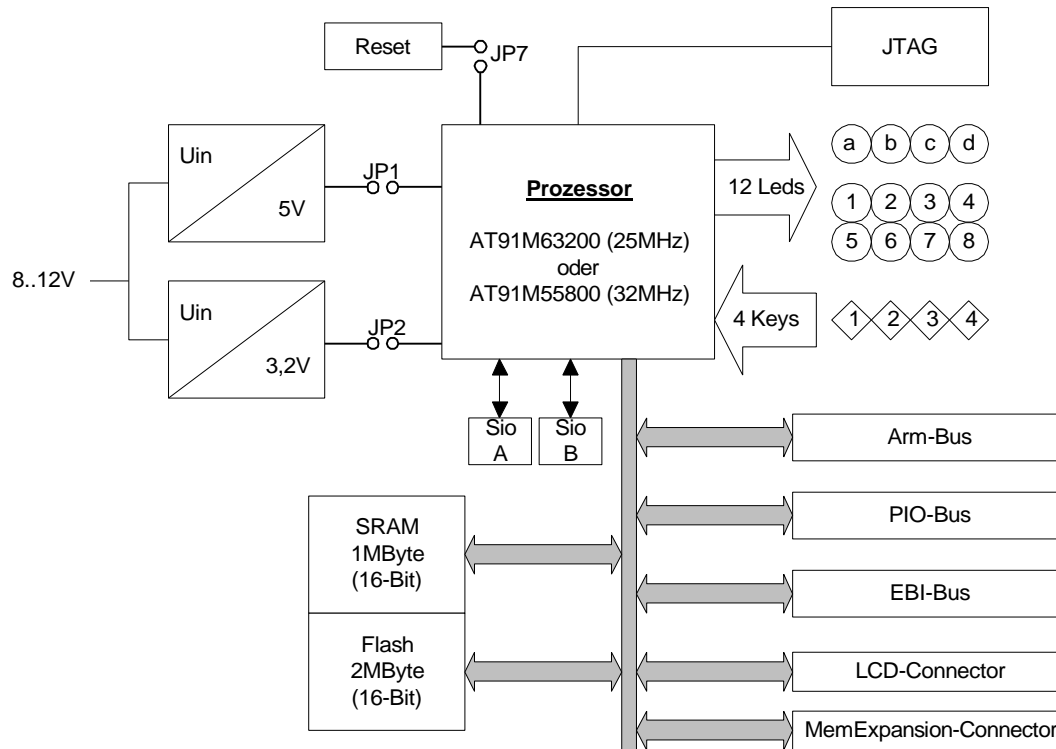 Reset
JP7
JTAG
Uin
5V
JP1
Prozessor
AT91M63200 (25MHz)
oder
AT91M55800 (32MHz)
12 Leds
a b c d
1 2 3 4
5 6 7 8
8..12V
Uin
3,2V
JP2
4 Keys
1 2 3 4
Sio
A
Sio
B
Arm-Bus
SRAM
1MByte
(16-Bit)
PIO-Bus
EBI-Bus
Flash
2MByte
(16-Bit)
LCD-Connector
MemExpansion-Connector